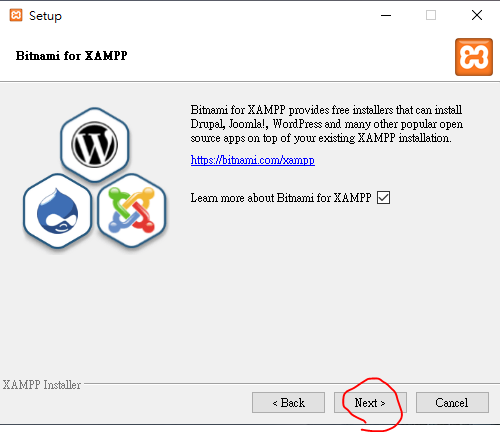 Setup
Bitnami for XAMPP
Bitnami for XAMPP provides free installers that can install
Drupal, Joomla!, WordPress and many other popular open
source apps on top of your existing XAMPP installation.
https://bitnami.com/xampp
Learn more about Bitnami for XAMPP
XAMPP Installer
< Back
Next >
Cancel